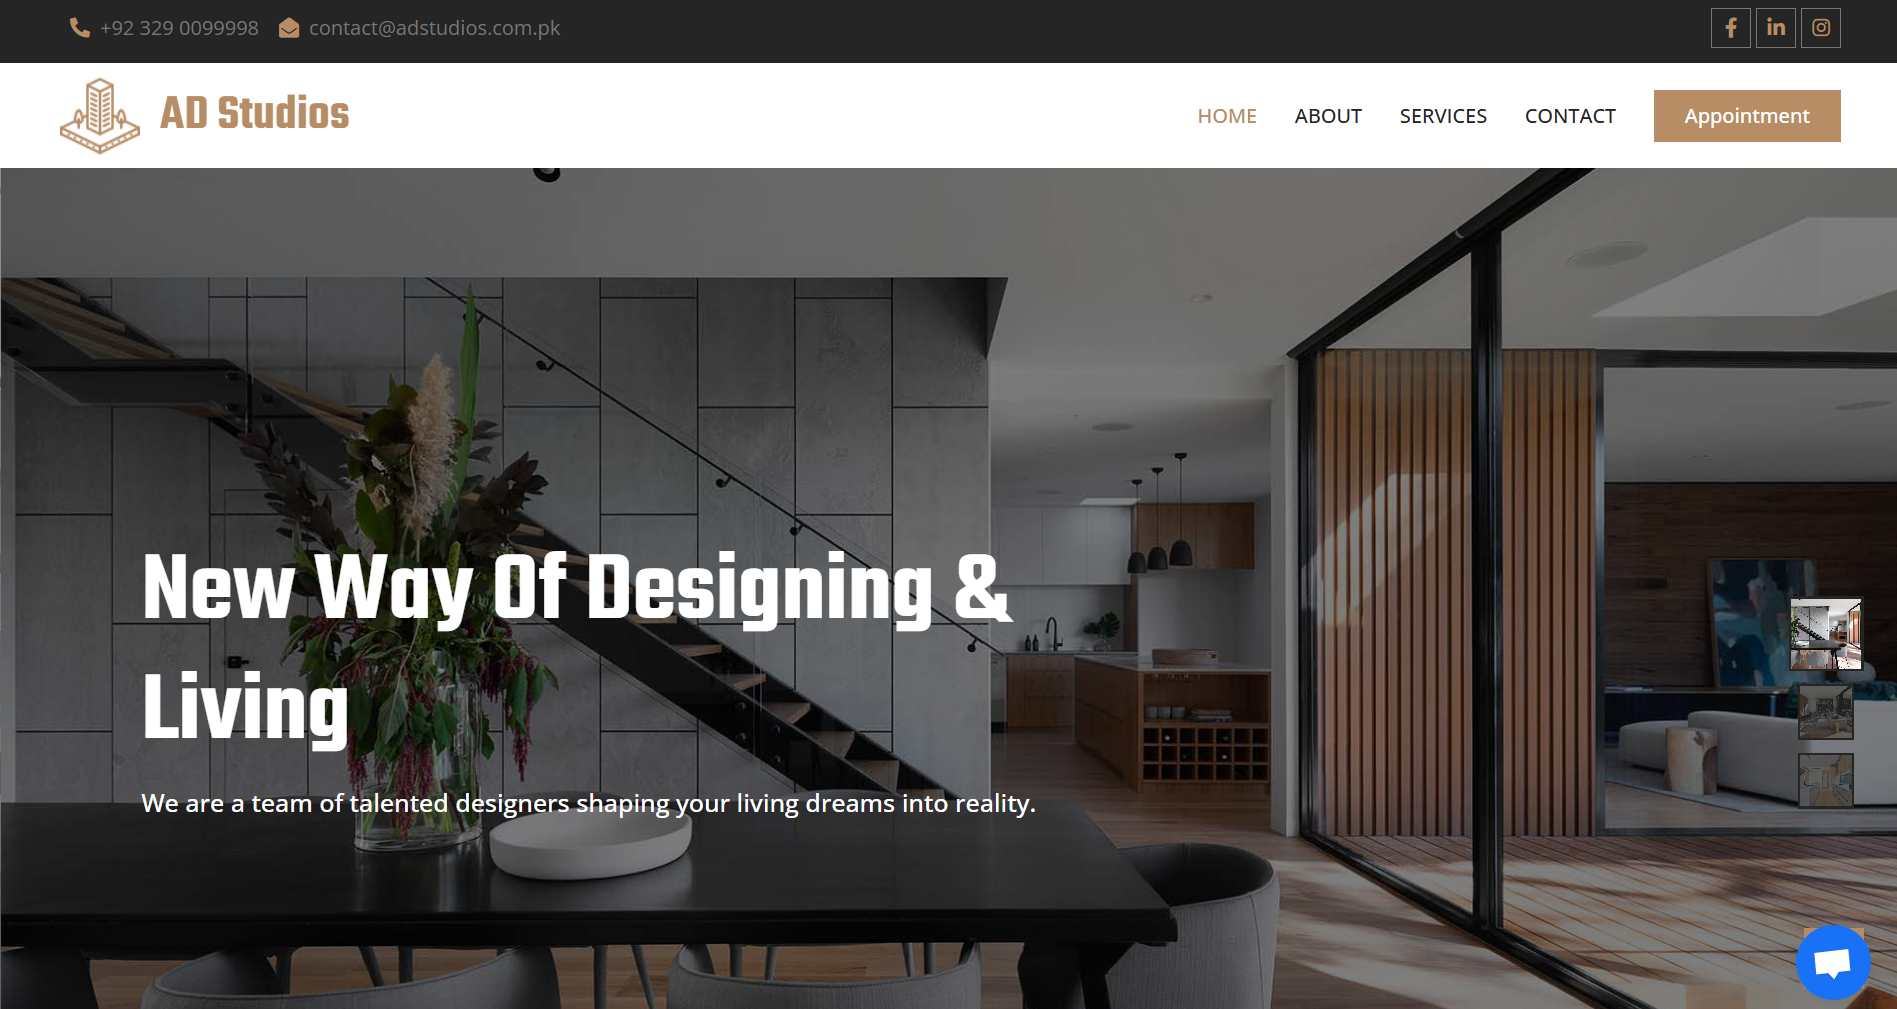 +92 329 0099998 contact@adstudios.com.pk
AD Studios
HOME ABOUT SERVICES CONTACT Appointment
New Way Of Designing &
Living
We are a team of talented designers shaping your living dreams into reality.